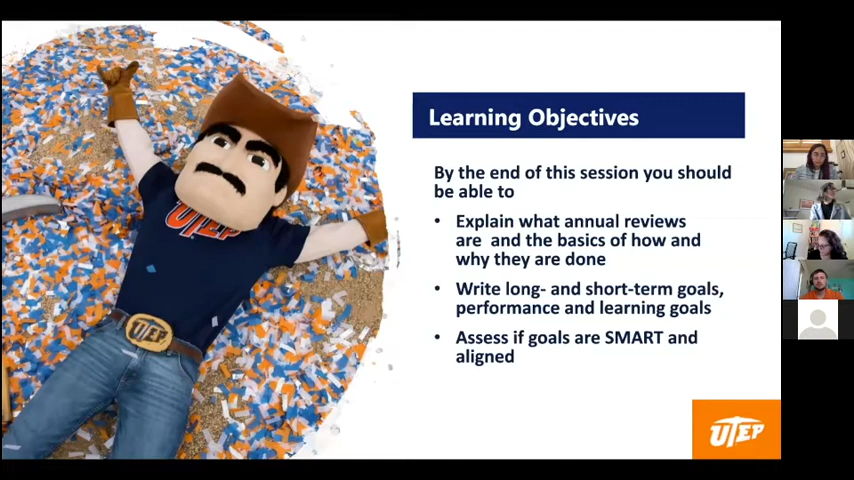 Learning Objectives
By the end of this session you should
be able to
• Explain what annual reviews
are and the basics of how and
why they are done
• Write long- and short-term goals,
performance and learning goals
• Assess if goals are SMART and
aligned
UTEP
UTEP
UTEP